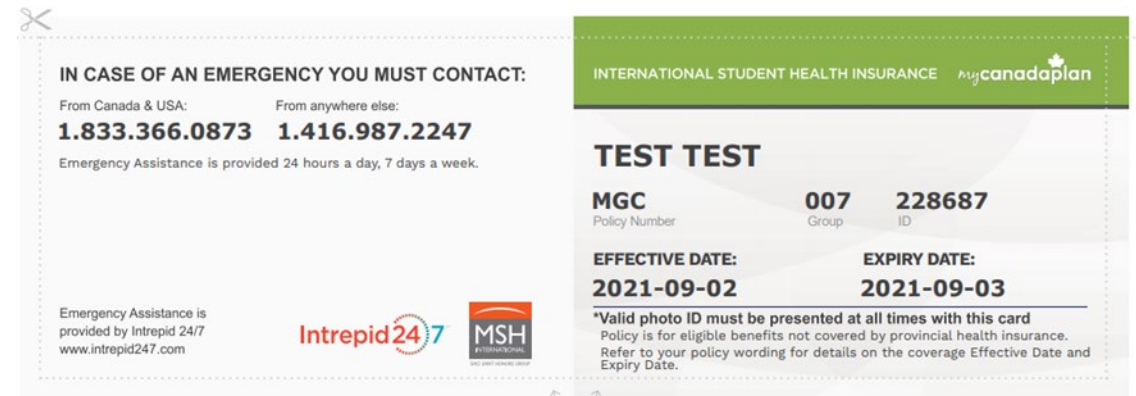 IN CASE OF AN EMERGENCY YOU MUST CONTACT:
From Canada & USA: From anywhere else:
1.833.366.0873 1.416.987.2247
Emergency Assistance is provided 24 hours a day, 7 days a week.
Emergency Assistance is
provided by Intrepid 24/7
www.intrepid247.com
Intrepid 24/7
MSH
INTERNATIONAL
INTERNATIONAL STUDENT HEALTH INSURANCE mycanadaplan
TEST TEST
MGC 007 228687
Policy Number Group ID
EFFECTIVE DATE: EXPIRY DATE:
2021-09-02 2021-09-03
*Valid photo ID must be presented at all times with this card
Policy is for eligible benefits not covered by provincial health insurance.
Refer to your policy wording for details on the coverage Effective Date and
Expiry Date.